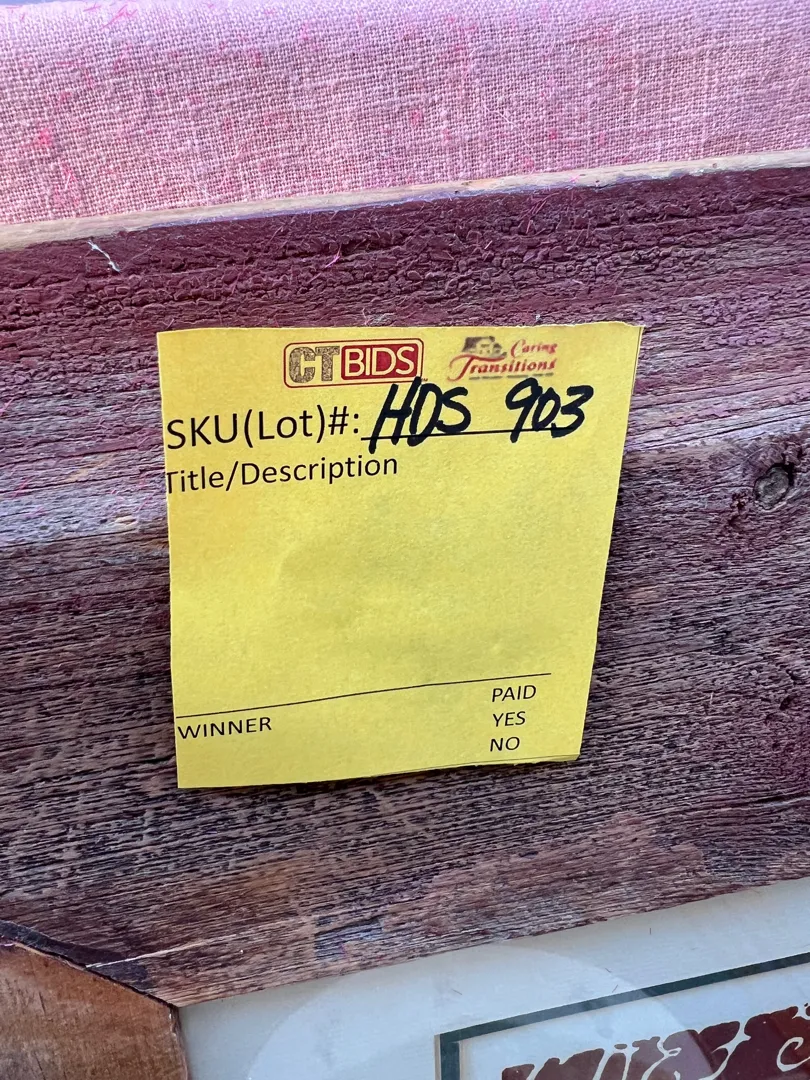 CTBIDS
Caring
Transitions
SKU(Lot)#: HDS 903
Title/Description
PAID
WINNER YES
NO